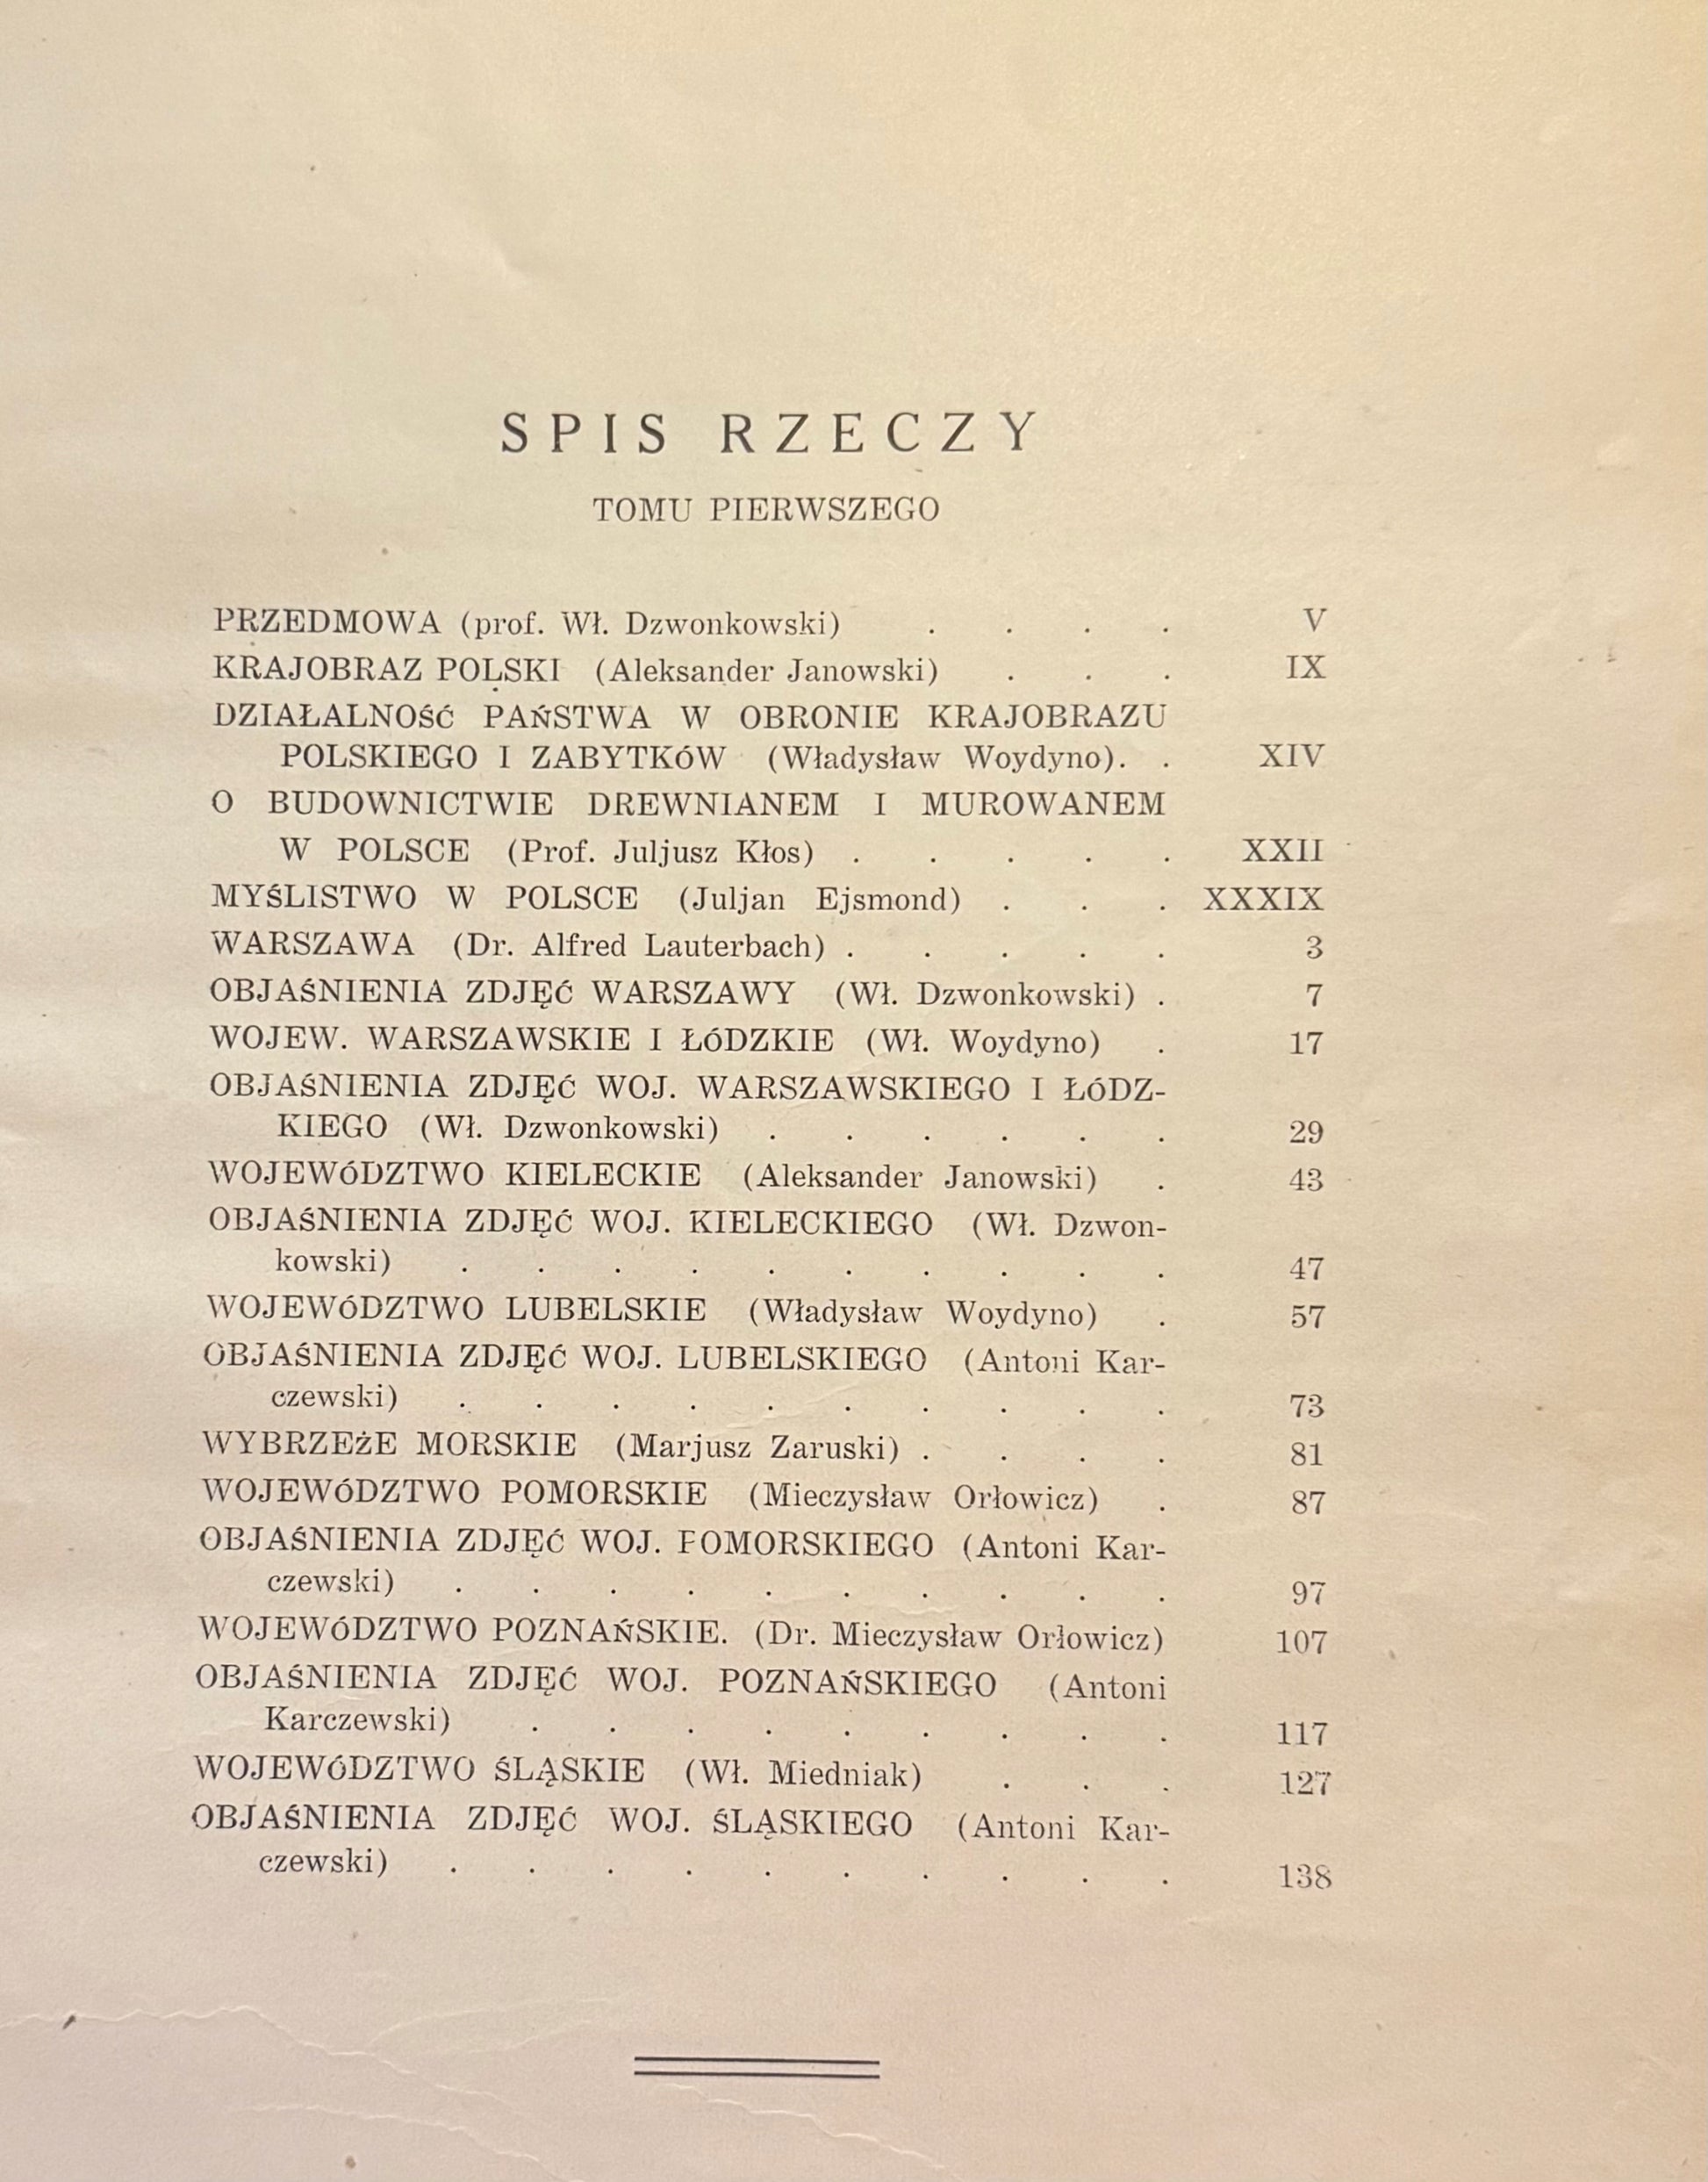 SPIS RZECZY
TOMU PIERWSZEGO
PRZEDMOWA (prof. Wł. Dzwonkowski) . . . . V
KRAJOBRAZ POLSKI (Aleksander Janowski) . . . IX
DZIAŁALNOŚĆ PAŃSTWA W OBRONIE KRAJOBRAZU
POLSKIEGO I ZABYTKÓW (Władysław Woydyno). . XIV
O BUDOWNICTWIE DREWNIANEM I MUROWANEM
W POLSCE (Prof. Juljusz Kłos) . . . . . XXII
MYŚLISTWO W POLSCE (Juljan Ejsmond) . . . XXXIX
WARSZAWA (Dr. Alfred Lauterbach) . . . . . 3
OBJAŚNIENIA ZDJĘĆ WARSZAWY (Wł. Dzwonkowski) . 7
WOJEW. WARSZAWSKIE I ŁÓDZKIE (Wł. Woydyno) . 17
OBJAŚNIENIA ZDJĘĆ WOJ. WARSZAWSKIEGO I ŁÓDZ-
KIEGO (Wł. Dzwonkowski) . . . . . . 29
WOJEWÓDZTWO KIELECKIE (Aleksander Janowski) . 43
OBJAŚNIENIA ZDJĘĆ WOJ. KIELECKIEGO (Wł. Dzwon-
kowski) . . . . . . . . . . 47
WOJEWÓDZTWO LUBELSKIE (Władysław Woydyno) . 57
OBJAŚNIENIA ZDJĘĆ WOJ. LUBELSKIEGO (Antoni Kar-
czewski) . . . . . . . . . . 73
WYBRZEŻE MORSKIE (Marjusz Zaruski) . . . . 81
WOJEWÓDZTWO POMORSKIE (Mieczysław Orłowicz) . 87
OBJAŚNIENIA ZDJĘĆ WOJ. POMORSKIEGO (Antoni Kar-
czewski) . . . . . . . . . . 97
WOJEWÓDZTWO POZNAŃSKIE. (Dr. Mieczysław Orłowicz) 107
OBJAŚNIENIA ZDJĘĆ WOJ. POZNAŃSKIEGO (Antoni
Karczewski) . . . . . . . . . 117
WOJEWÓDZTWO ŚLĄSKIE (Wł. Miedniak) . . . 127
OBJAŚNIENIA ZDJĘĆ WOJ. ŚLĄSKIEGO (Antoni Kar-
czewski) . . . . . . . . . . 138